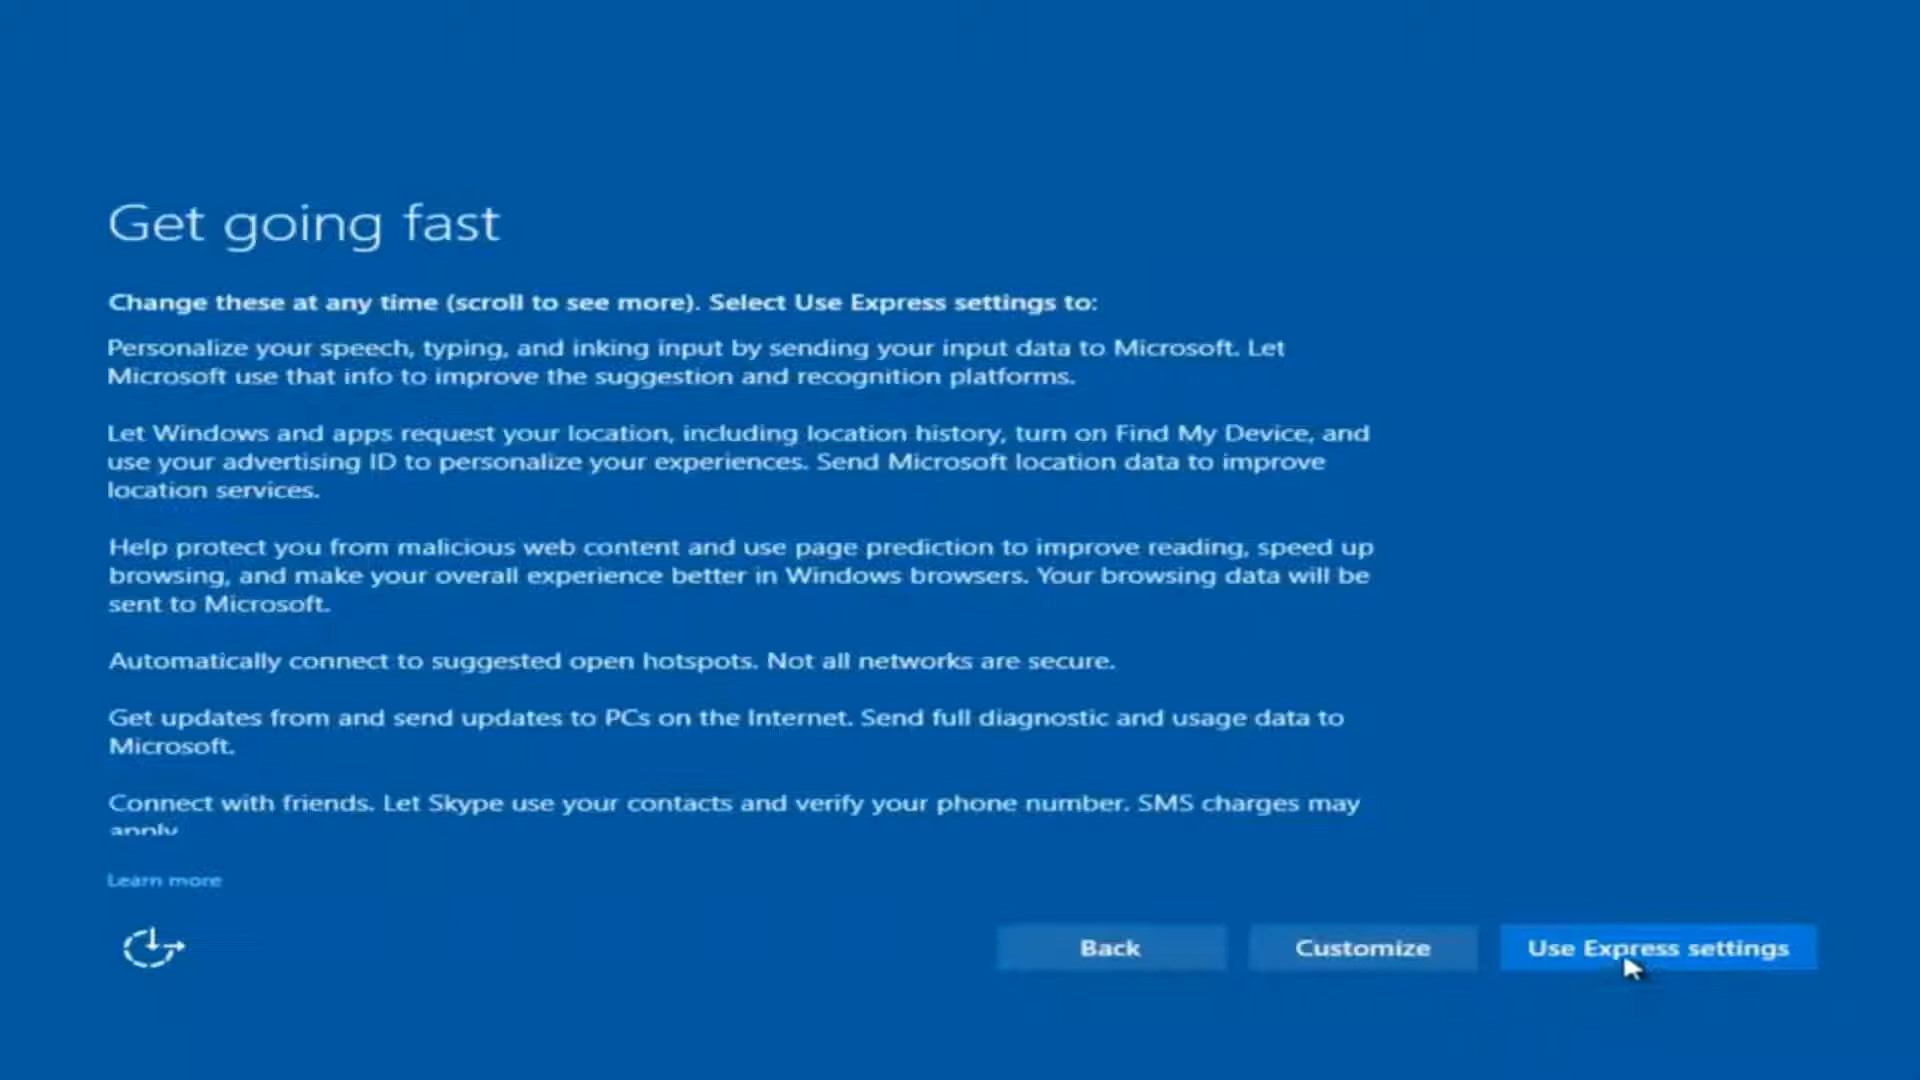 Get going fast
Change these at any time (scroll to see more). Select Use Express settings to:
Personalize your speech, typing, and inking input by sending your input data to Microsoft. Let
Microsoft use that info to improve the suggestion and recognition platforms.
Let Windows and apps request your location, including location history, turn on Find My Device, and
use your advertising ID to personalize your experiences. Send Microsoft location data to improve
location services.
Help protect you from malicious web content and use page prediction to improve reading, speed up
browsing, and make your overall experience better in Windows browsers. Your browsing data will be
sent to Microsoft.
Automatically connect to suggested open hotspots. Not all networks are secure.
Get updates from and send updates to PCs on the Internet. Send full diagnostic and usage data to
Microsoft.
Connect with friends. Let Skype use your contacts and verify your phone number. SMS charges may
apply
Learn more
Back Customize Use Express settings